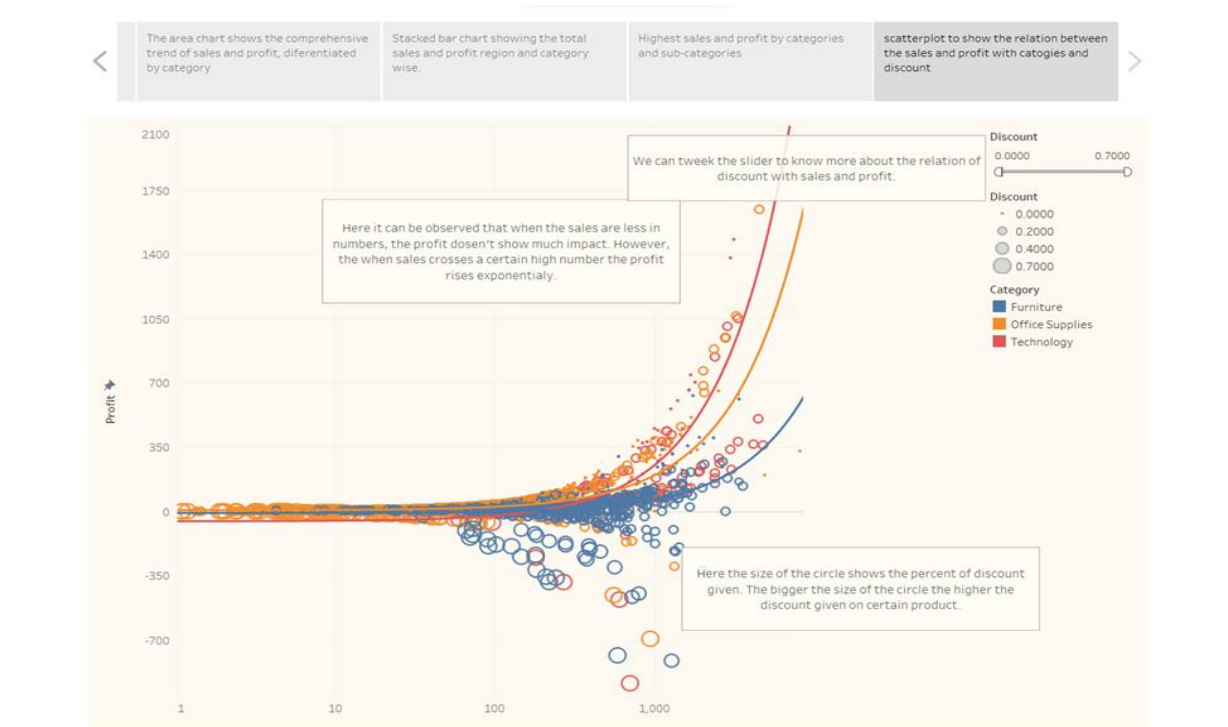 The area chart shows the comprehensive
trend of sales and profit, diferentiated
by category
Stacked bar chart showing the total
sales and profit region and category
wise.
Highest sales and profit by categories
and sub-categories
scatterplot to show the relation between
the sales and profit with catogies and
discount
2100
1750
1400
1050
700
350
0
-350
-700
Profit
1
10
100
1,000
We can tweek the slider to know more about the relation of
discount with sales and profit.
Here it can be observed that when the sales are less in
numbers, the profit dosen't show much impact. However,
the when sales crosses a certain high number the profit
rises exponentialy.
Here the size of the circle shows the percent of discount
given. The bigger the size of the circle the higher the
discount given on certain product.
Discount
0.0000 0.7000
Discount
0.0000
0.2000
0.4000
0.7000
Category
Furniture
Office Supplies
Technology